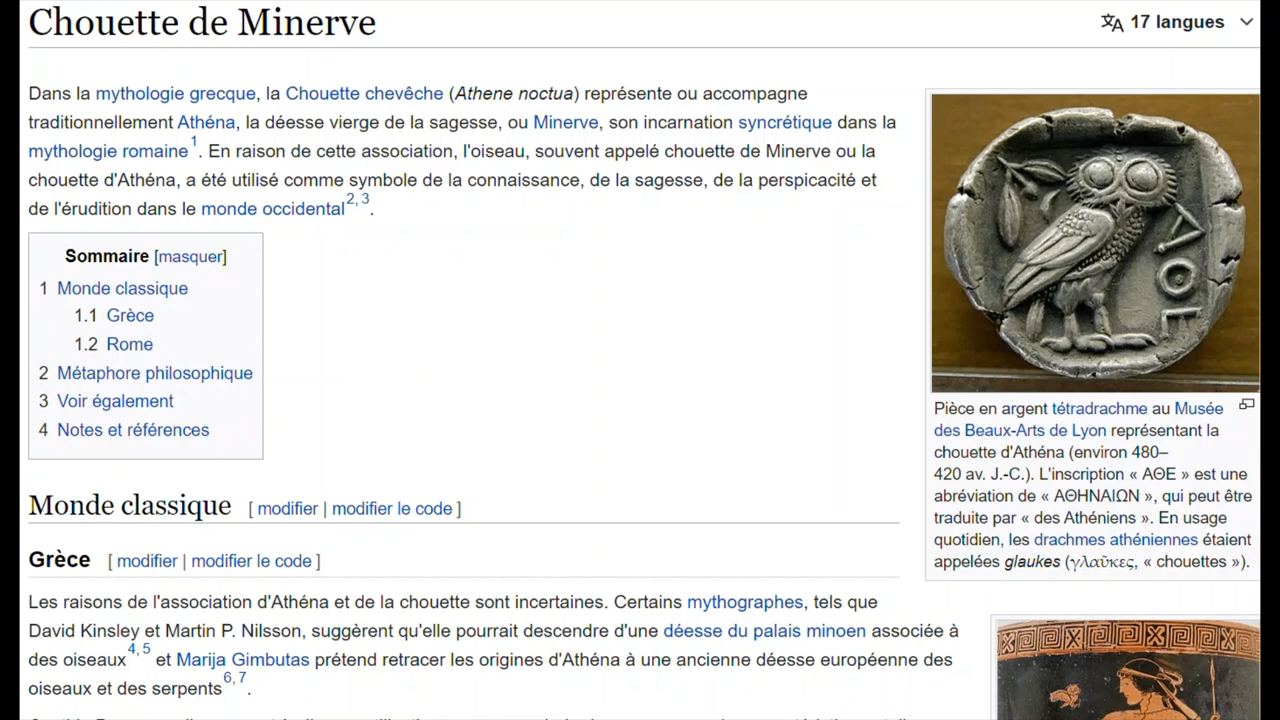 Chouette de Minerve
17 langues
Dans la mythologie grecque, la Chouette chevêche (Athene noctua) représente ou accompagne
traditionnellement Athéna, la déesse vierge de la sagesse, ou Minerve, son incarnation syncrétique dans la
mythologie romaine1. En raison de cette association, l'oiseau, souvent appelé chouette de Minerve ou la
chouette d'Athéna, a été utilisé comme symbole de la connaissance, de la sagesse, de la perspicacité et
de l'érudition dans le monde occidental2, 3.
Sommaire [masquer]
1 Monde classique
1.1 Grèce
1.2 Rome
2 Métaphore philosophique
3 Voir également
4 Notes et références
ΑΘΕ
Pièce en argent tétradrachme au Musée
des Beaux-Arts de Lyon représentant la
chouette d'Athéna (environ 480–
420 av. J.-C.). L'inscription « ΑΘΕ » est une
abréviation de « ΑΘΗΝΑΙΩΝ », qui peut être
traduite par « des Athéniens ». En usage
quotidien, les drachmes athéniennes étaient
appelées glaukes (γλαῦκες, « chouettes »).
Monde classique [ modifier | modifier le code ]
Grèce [ modifier | modifier le code ]
Les raisons de l'association d'Athéna et de la chouette sont incertaines. Certains mythographes, tels que
David Kinsley et Martin P. Nilsson, suggèrent qu'elle pourrait descendre d'une déesse du palais minoen associée à
des oiseaux4, 5 et Marija Gimbutas prétend retracer les origines d'Athéna à une ancienne déesse européenne des
oiseaux et des serpents6, 7.